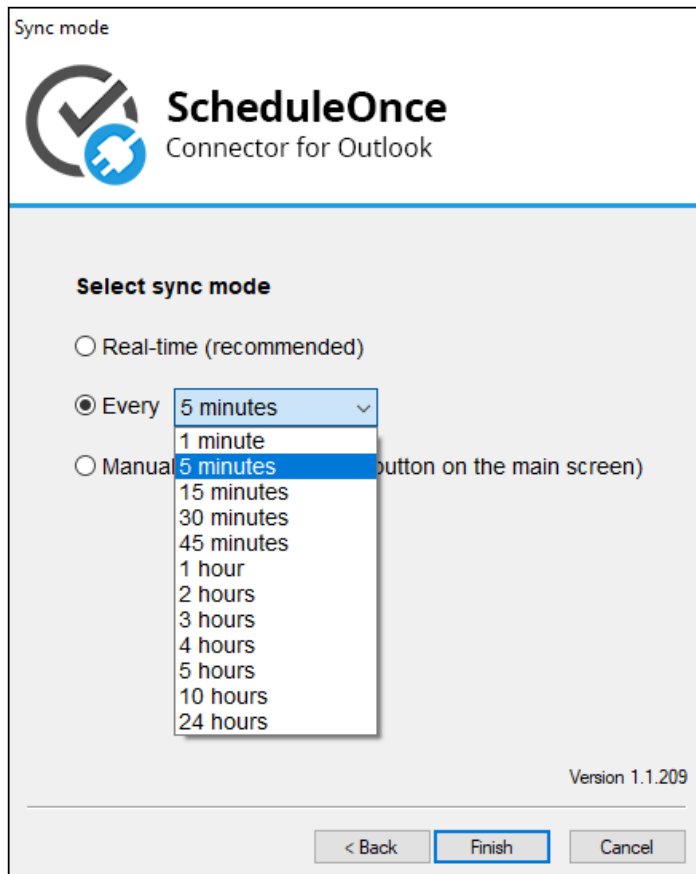 Sync mode
ScheduleOnce
Connector for Outlook
Select sync mode
Real-time (recommended)
Every 5 minutes
1 minute
Manual 5 minutes button on the main screen)
15 minutes
30 minutes
45 minutes
1 hour
2 hours
3 hours
4 hours
5 hours
10 hours
24 hours
Version 1.1.209
< Back Finish Cancel